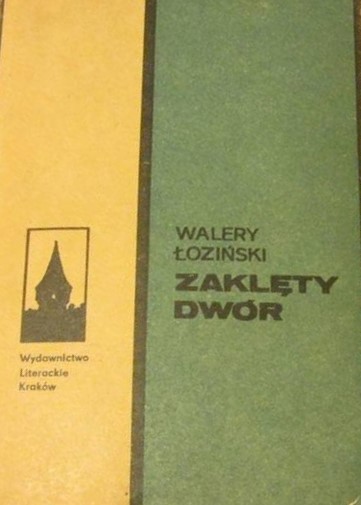 WALERY
ŁOZIŃSKI
ZAKLĘTY
DWÓR
Wydawnictwo
Literackie
Kraków